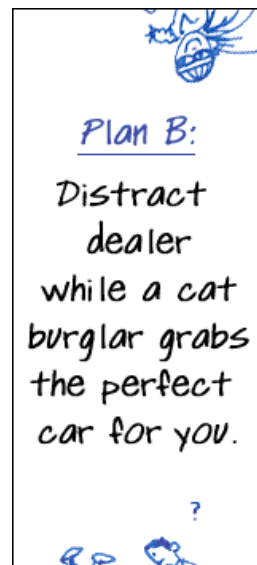 Plan B:
Distract
dealer
while a cat
burglar grabs
the perfect
car for you.
?